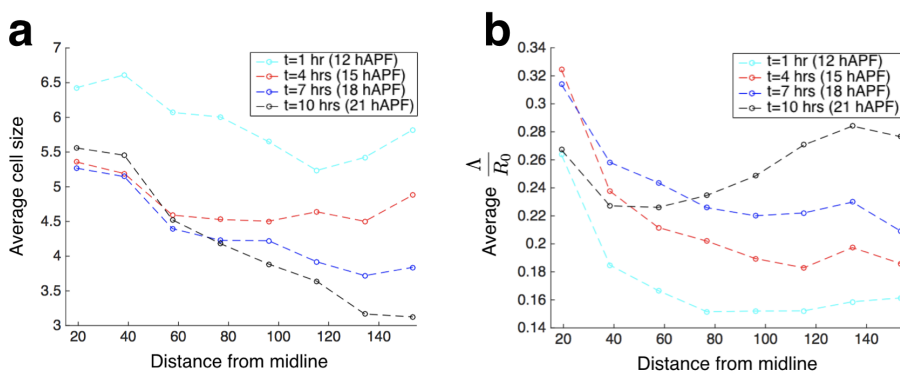 a
7
6.5
6
5.5
5
4.5
4
3.5
3
Average cell size
t=1 hr (12 hAPF)
t=4 hrs (15 hAPF)
t=7 hrs (18 hAPF)
t=10 hrs (21 hAPF)
20 40 60 80 100 120 140
Distance from midline
b
0.34
0.32
0.3
0.28
0.26
0.24
0.22
0.2
0.18
0.16
0.14
Average Λ/R₀
t=1 hr (12 hAPF)
t=4 hrs (15 hAPF)
t=7 hrs (18 hAPF)
t=10 hrs (21 hAPF)
20 40 60 80 100 120 140
Distance from midline